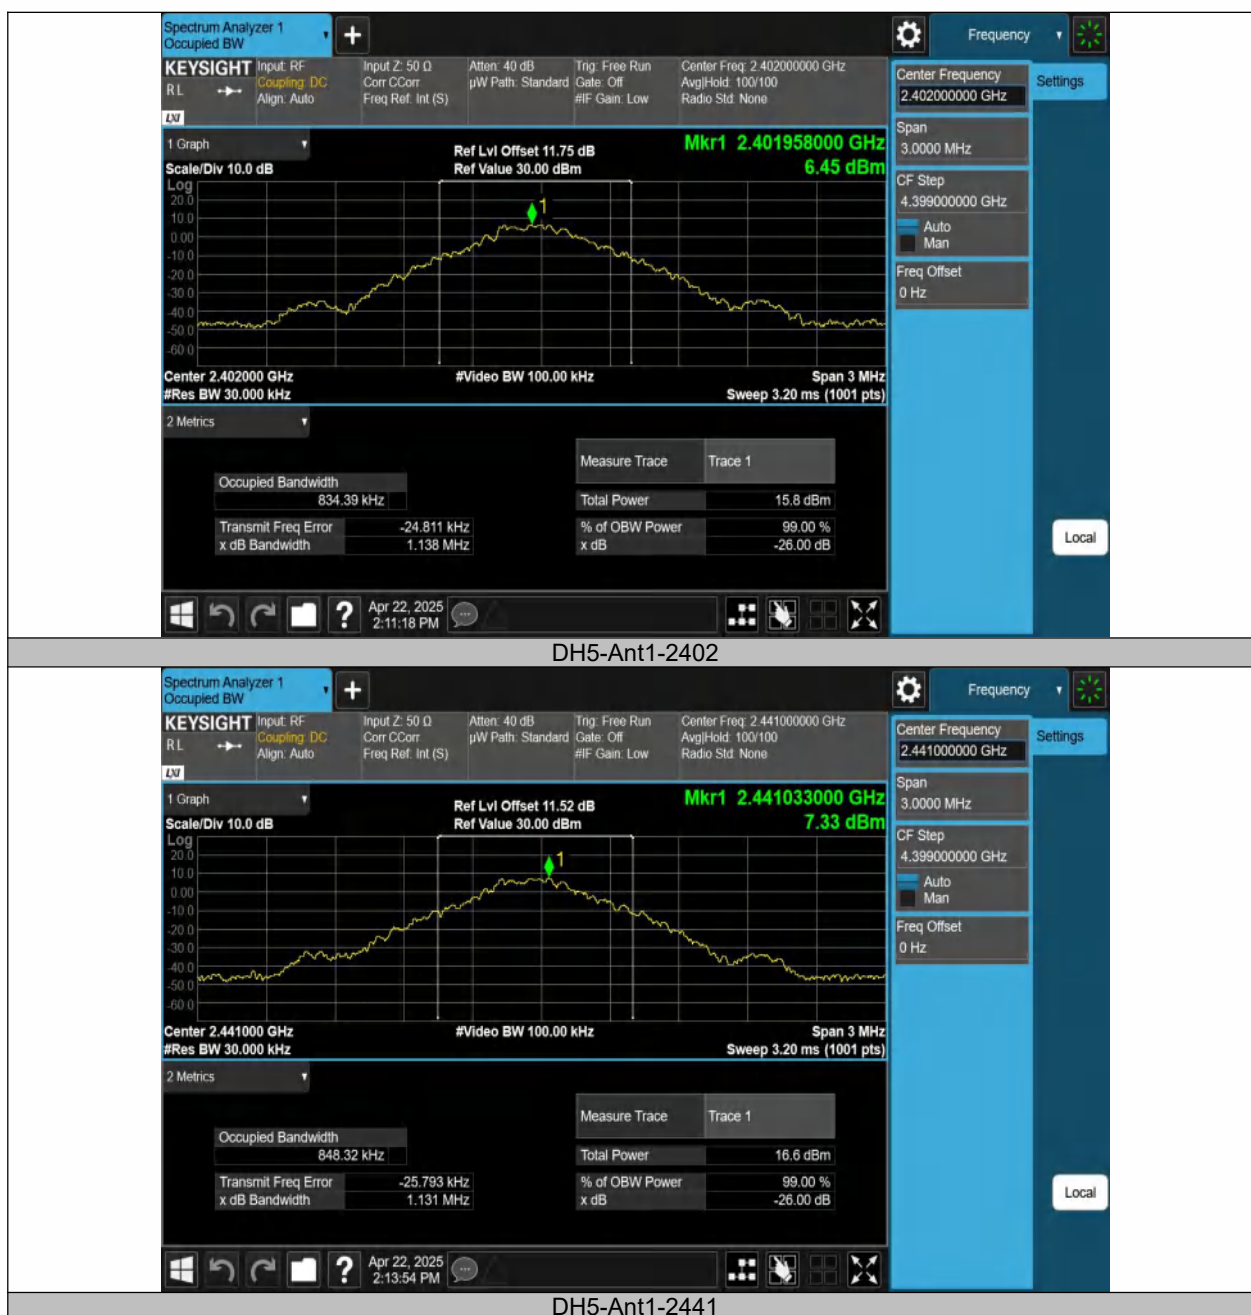 Spectrum Analyzer 1
Occupied BW
Frequency
KEYSIGHT
RL
LXI
Input: RF
Coupling: DC
Align: Auto
Input Z: 50 Ω
Corr CCorr
Freq Ref: Int (S)
Atten: 40 dB
µW Path: Standard
Trig: Free Run
Gate: Off
#IF Gain: Low
Center Freq: 2.402000000 GHz
Avg|Hold: 100/100
Radio Std: None
Center Frequency
2.402000000 GHz
Settings
Span
3.0000 MHz
CF Step
4.399000000 GHz
Auto
Man
Freq Offset
0 Hz
Local
1 Graph
Scale/Div 10.0 dB
Ref Lvl Offset 11.75 dB
Ref Value 30.00 dBm
Mkr1 2.401958000 GHz
6.45 dBm
Log
20.0
10.0
0.00
-10.0
-20.0
-30.0
-40.0
-50.0
-60.0
1
Center 2.402000 GHz
#Video BW 100.00 kHz
Span 3 MHz
#Res BW 30.000 kHz
Sweep 3.20 ms (1001 pts)
2 Metrics
Measure Trace Trace 1
Occupied Bandwidth
834.39 kHz
Total Power 15.8 dBm
Transmit Freq Error -24.811 kHz
% of OBW Power 99.00 %
x dB Bandwidth 1.138 MHz
x dB -26.00 dB
Apr 22, 2025
2:11:18 PM
DH5-Ant1-2402
Spectrum Analyzer 1
Occupied BW
Frequency
KEYSIGHT
RL
LXI
Input: RF
Coupling: DC
Align: Auto
Input Z: 50 Ω
Corr CCorr
Freq Ref: Int (S)
Atten: 40 dB
µW Path: Standard
Trig: Free Run
Gate: Off
#IF Gain: Low
Center Freq: 2.441000000 GHz
Avg|Hold: 100/100
Radio Std: None
Center Frequency
2.441000000 GHz
Settings
Span
3.0000 MHz
CF Step
4.399000000 GHz
Auto
Man
Freq Offset
0 Hz
Local
1 Graph
Scale/Div 10.0 dB
Ref Lvl Offset 11.52 dB
Ref Value 30.00 dBm
Mkr1 2.441033000 GHz
7.33 dBm
Log
20.0
10.0
0.00
-10.0
-20.0
-30.0
-40.0
-50.0
-60.0
1
Center 2.441000 GHz
#Video BW 100.00 kHz
Span 3 MHz
#Res BW 30.000 kHz
Sweep 3.20 ms (1001 pts)
2 Metrics
Measure Trace Trace 1
Occupied Bandwidth
848.32 kHz
Total Power 16.6 dBm
Transmit Freq Error -25.793 kHz
% of OBW Power 99.00 %
x dB Bandwidth 1.131 MHz
x dB -26.00 dB
Apr 22, 2025
2:13:54 PM
DH5-Ant1-2441